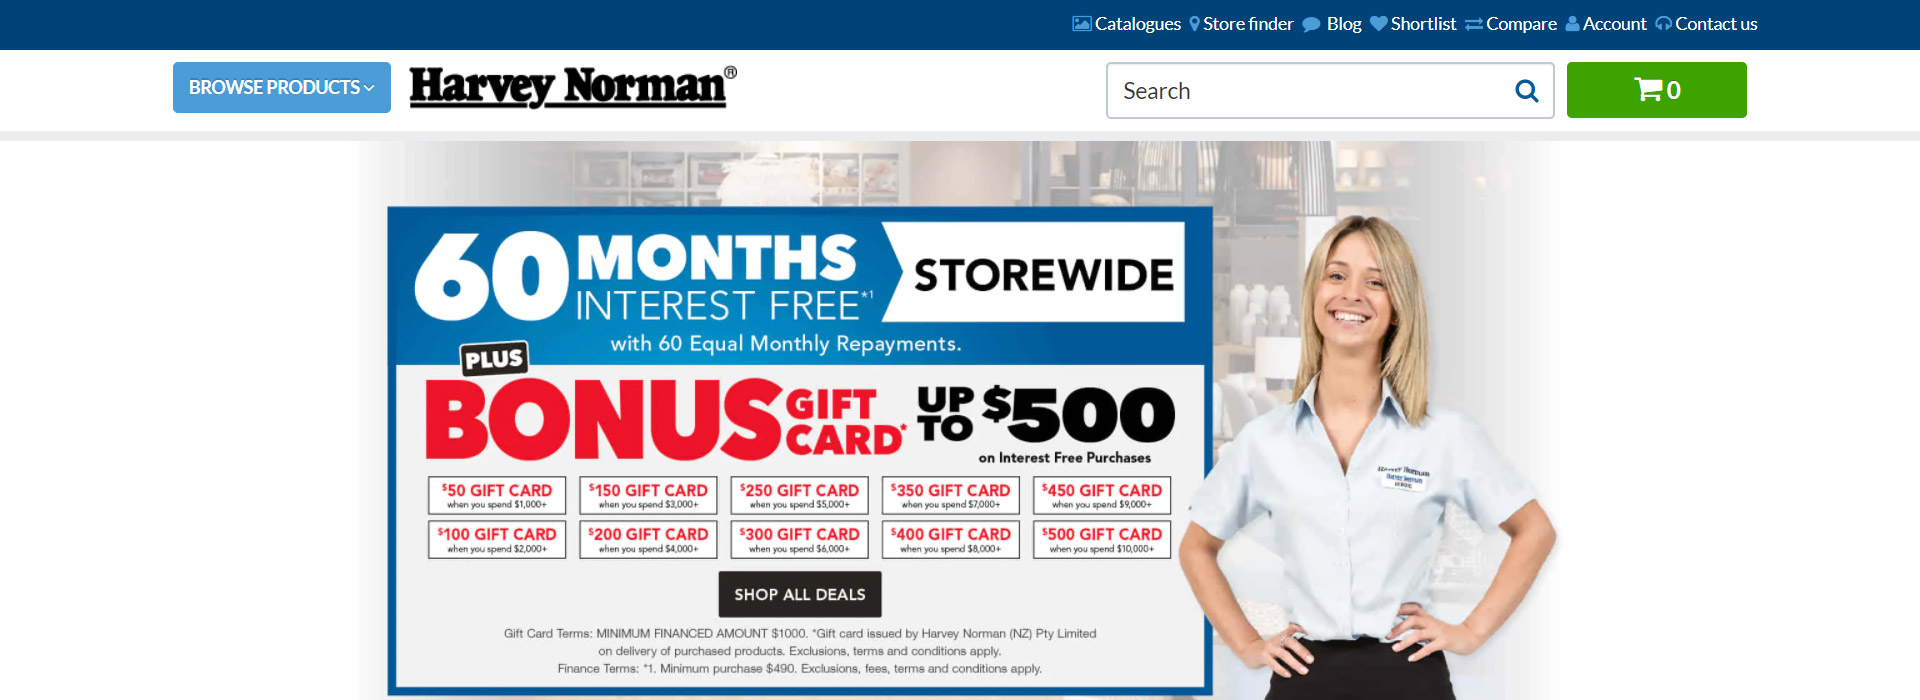 Catalogues Store finder Blog Shortlist Compare Account Contact us
BROWSE PRODUCTS Harvey Norman® Search 0
60 MONTHS
INTEREST FREE*1
STOREWIDE
with 60 Equal Monthly Repayments.
PLUS
BONUS GIFT CARD* UP TO $500
on Interest Free Purchases
$50 GIFT CARD $150 GIFT CARD $250 GIFT CARD $350 GIFT CARD $450 GIFT CARD
when you spend $1,000+ when you spend $3,000+ when you spend $5,000+ when you spend $7,000+ when you spend $9,000+
$100 GIFT CARD $200 GIFT CARD $300 GIFT CARD $400 GIFT CARD $500 GIFT CARD
when you spend $2,000+ when you spend $4,000+ when you spend $6,000+ when you spend $8,000+ when you spend $10,000+
SHOP ALL DEALS
Gift Card Terms: MINIMUM FINANCED AMOUNT $1000. *Gift card issued by Harvey Norman (NZ) Pty Limited
on delivery of purchased products. Exclusions, terms and conditions apply.
Finance Terms: *1. Minimum purchase $490. Exclusions, fees, terms and conditions apply.
Harvey Norman